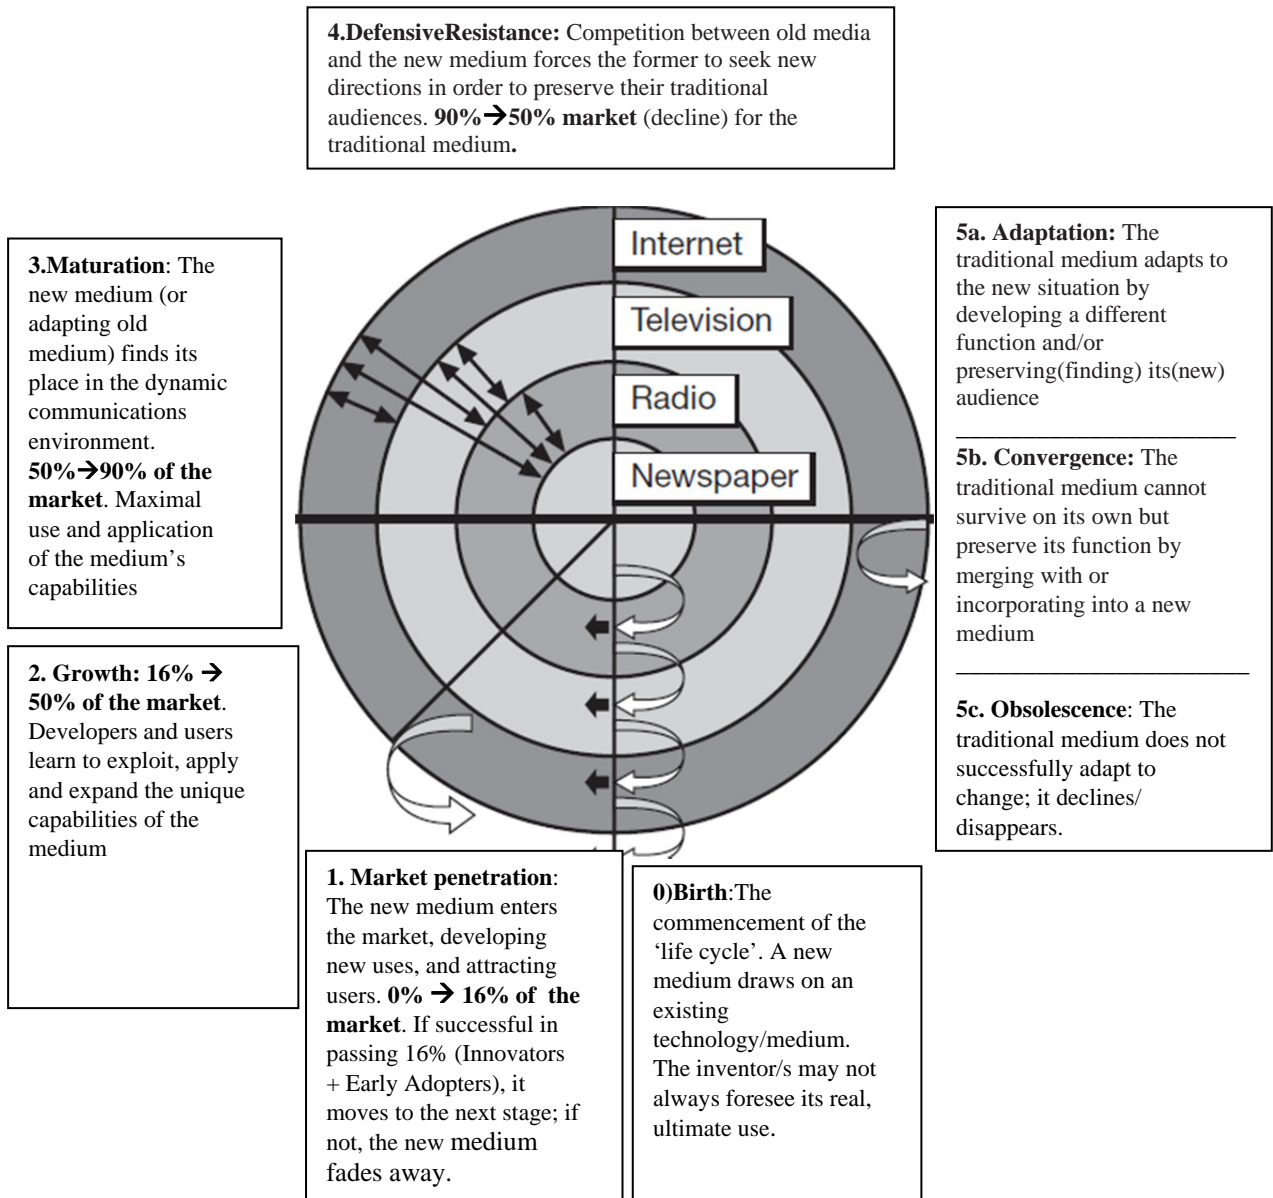 4.DefensiveResistance: Competition between old media
and the new medium forces the former to seek new
directions in order to preserve their traditional
audiences. 90%→50% market (decline) for the
traditional medium.
3.Maturation: The
new medium (or
adapting old
medium) finds its
place in the dynamic
communications
environment.
50%→90% of the
market. Maximal
use and application
of the medium’s
capabilities
2. Growth: 16% →
50% of the market.
Developers and users
learn to exploit, apply
and expand the unique
capabilities of the
medium
Internet
Television
Radio
Newspaper
5a. Adaptation: The
traditional medium adapts to
the new situation by
developing a different
function and/or
preserving(finding) its(new)
audience
5b. Convergence: The
traditional medium cannot
survive on its own but
preserve its function by
merging with or
incorporating into a new
medium
5c. Obsolescence: The
traditional medium does not
successfully adapt to
change; it declines/
disappears.
1. Market penetration:
The new medium enters
the market, developing
new uses, and attracting
users. 0% → 16% of the
market. If successful in
passing 16% (Innovators
+ Early Adopters), it
moves to the next stage; if
not, the new medium
fades away.
0)Birth:The
commencement of the
‘life cycle’. A new
medium draws on an
existing
technology/medium.
The inventor/s may not
always foresee its real,
ultimate use.